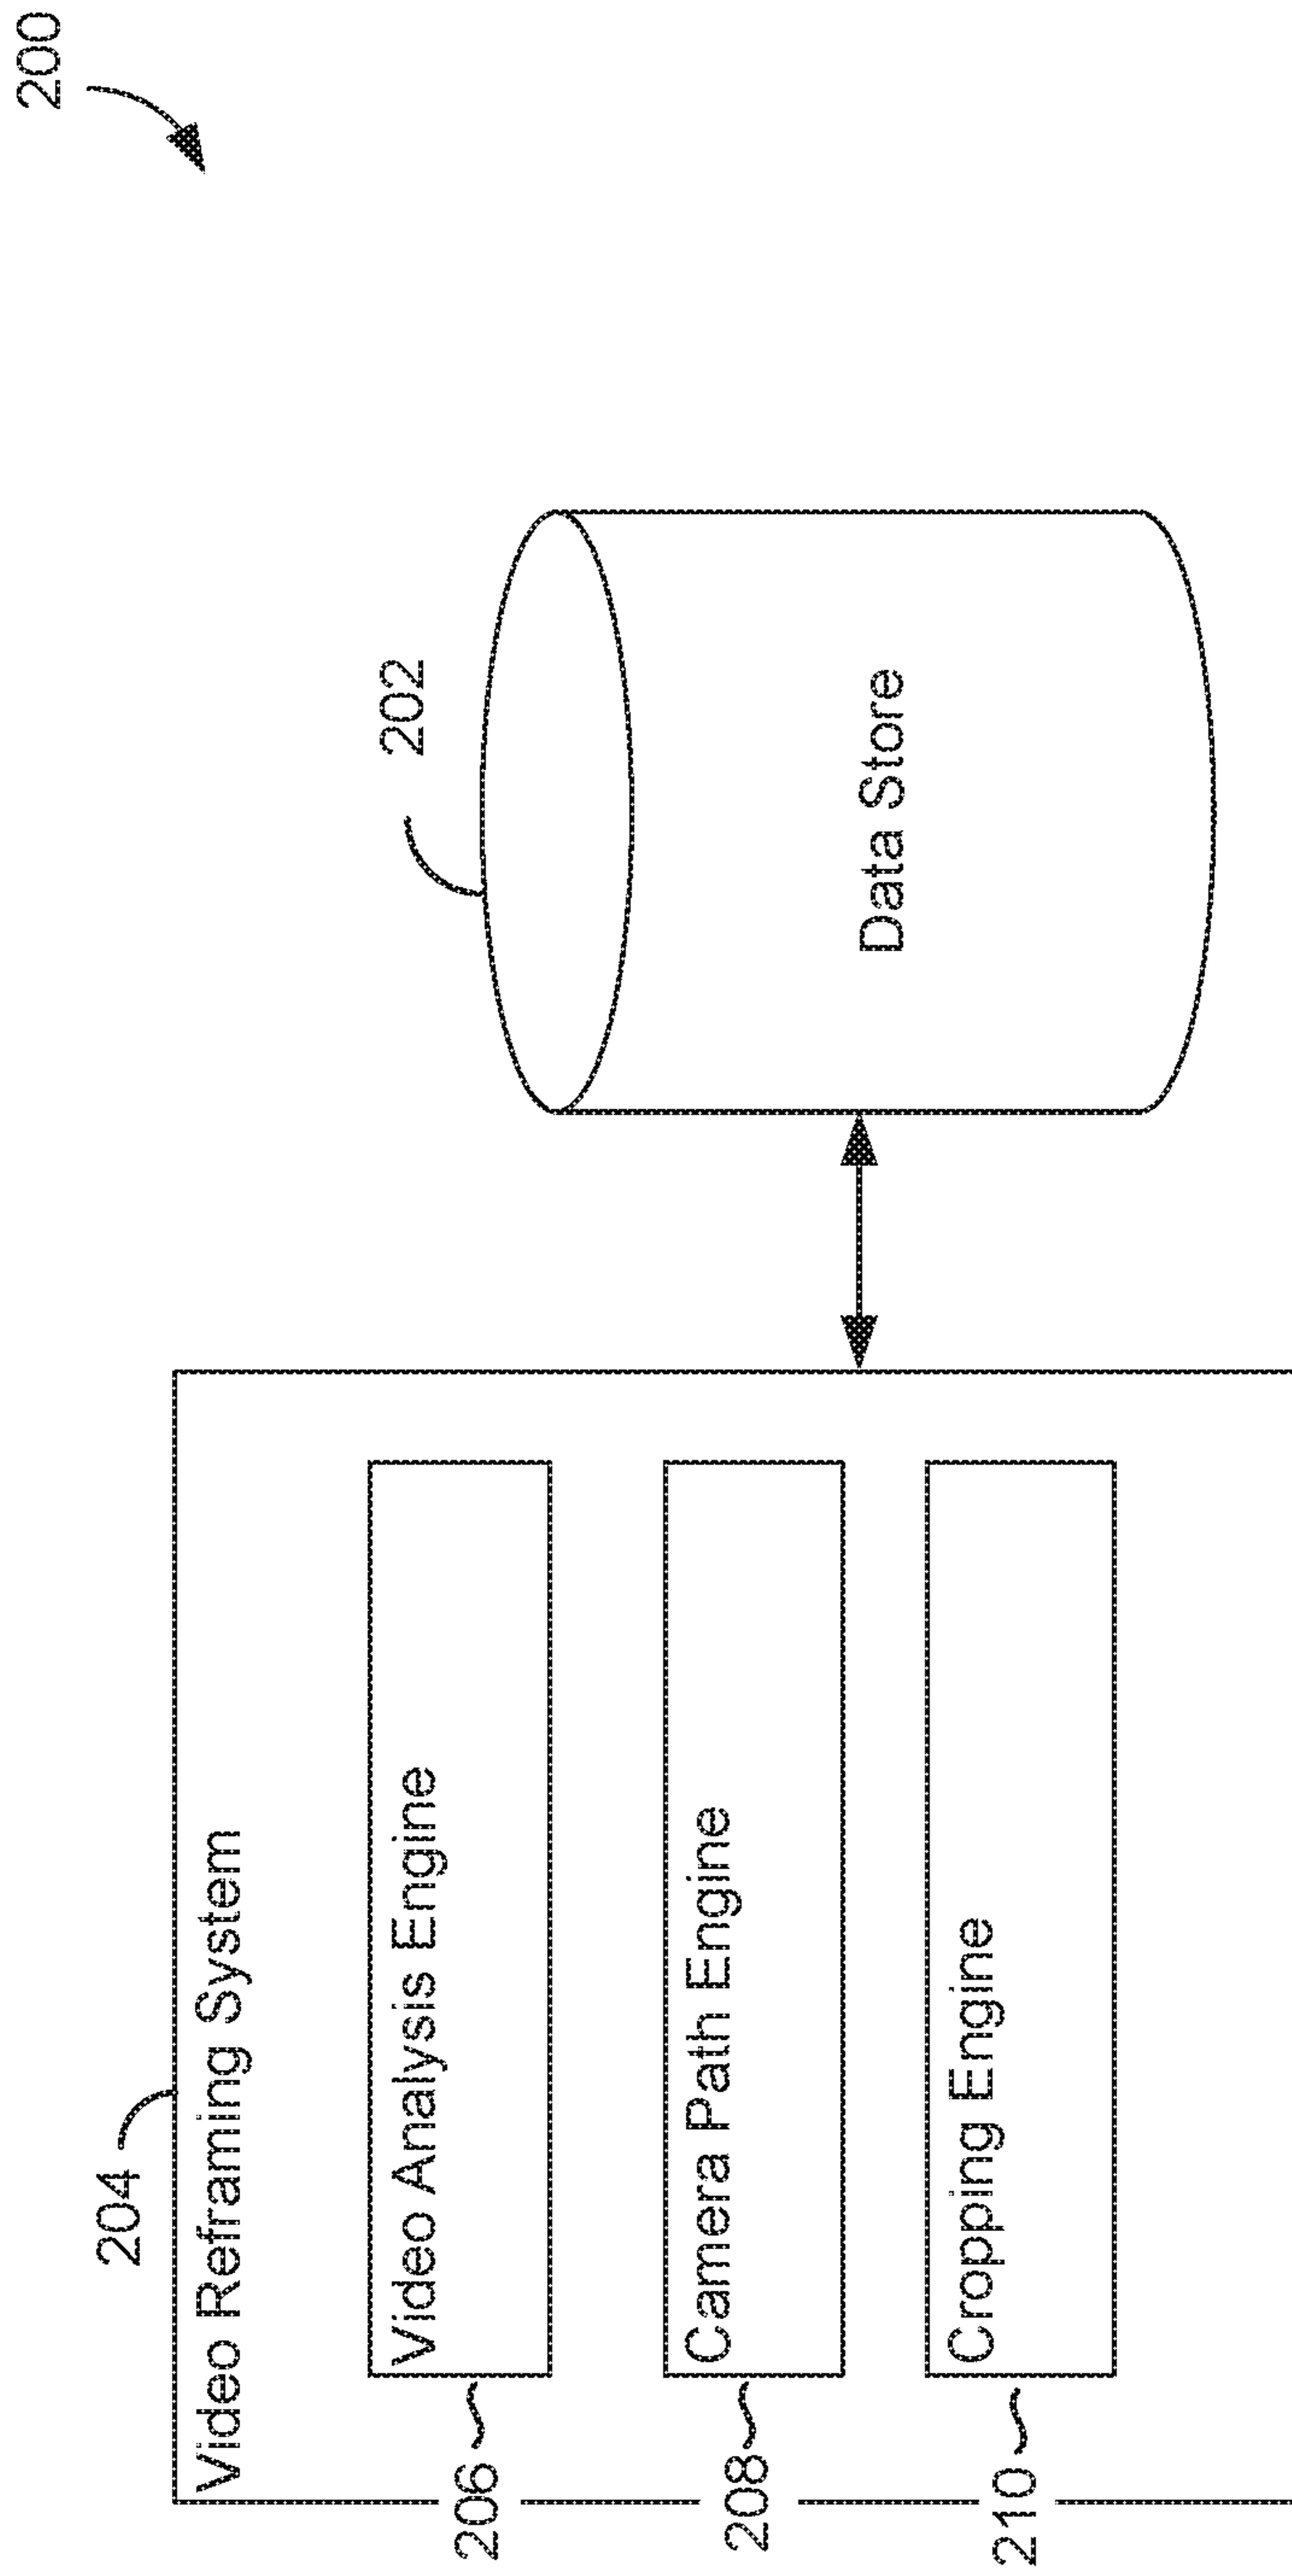 200
204
Video Reframing System
202
206
Video Analysis Engine
208
Camera Path Engine
Data Store
210
Cropping Engine